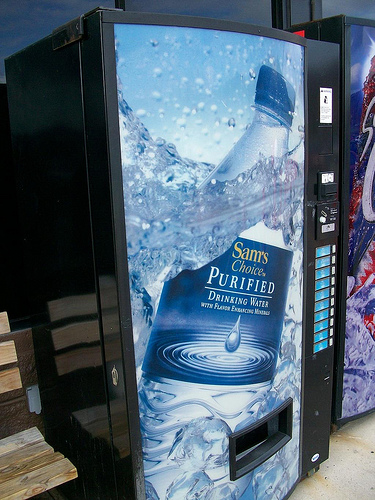 Sam's
Choice
PURIFIED
DRINKING WATER
WITH FLAVOR ENHANCING MINERALS